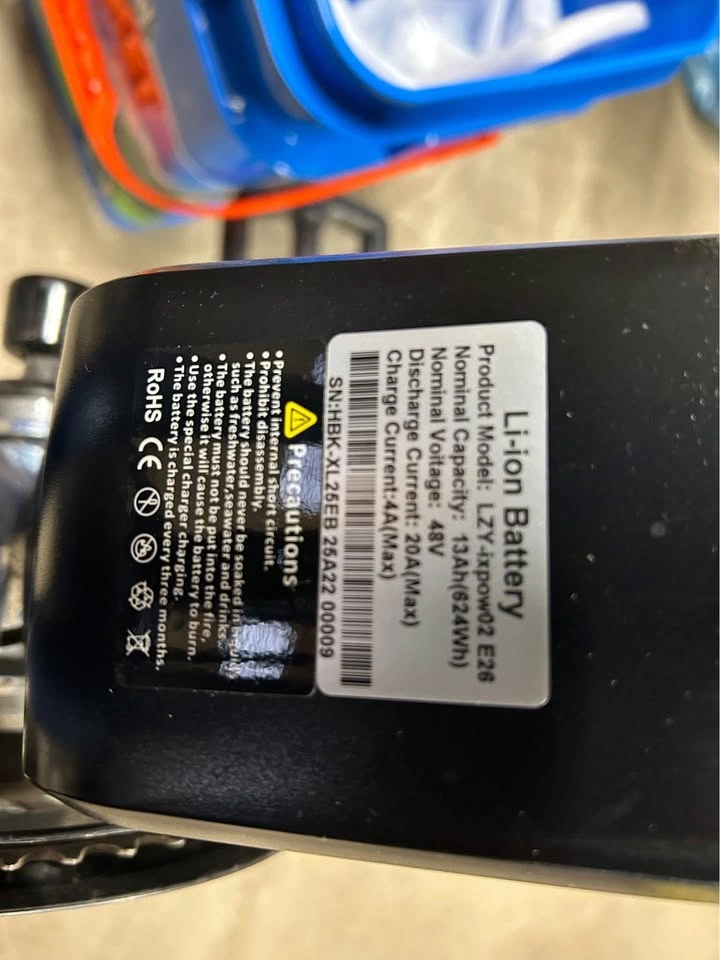 Li-ion Battery
Product Model: LZY-ixpow02 E26
Nominal Capacity: 13Ah(624Wh)
Nominal Voltage: 48V
Discharge Current: 20A(Max)
Charge Current:4A(Max)
SN:HBK-XL25EB 25A22 00009
Precautions
•Prevent internal short circuit.
•Prohibit disassembly.
•The battery should never be soaked in
such as freshwater,seawater and drinks.
•The battery must not be put into the fire,
otherwise it will cause the battery to burn.
•Use the special charger charging.
•The battery is charged every three months.
RoHS CE